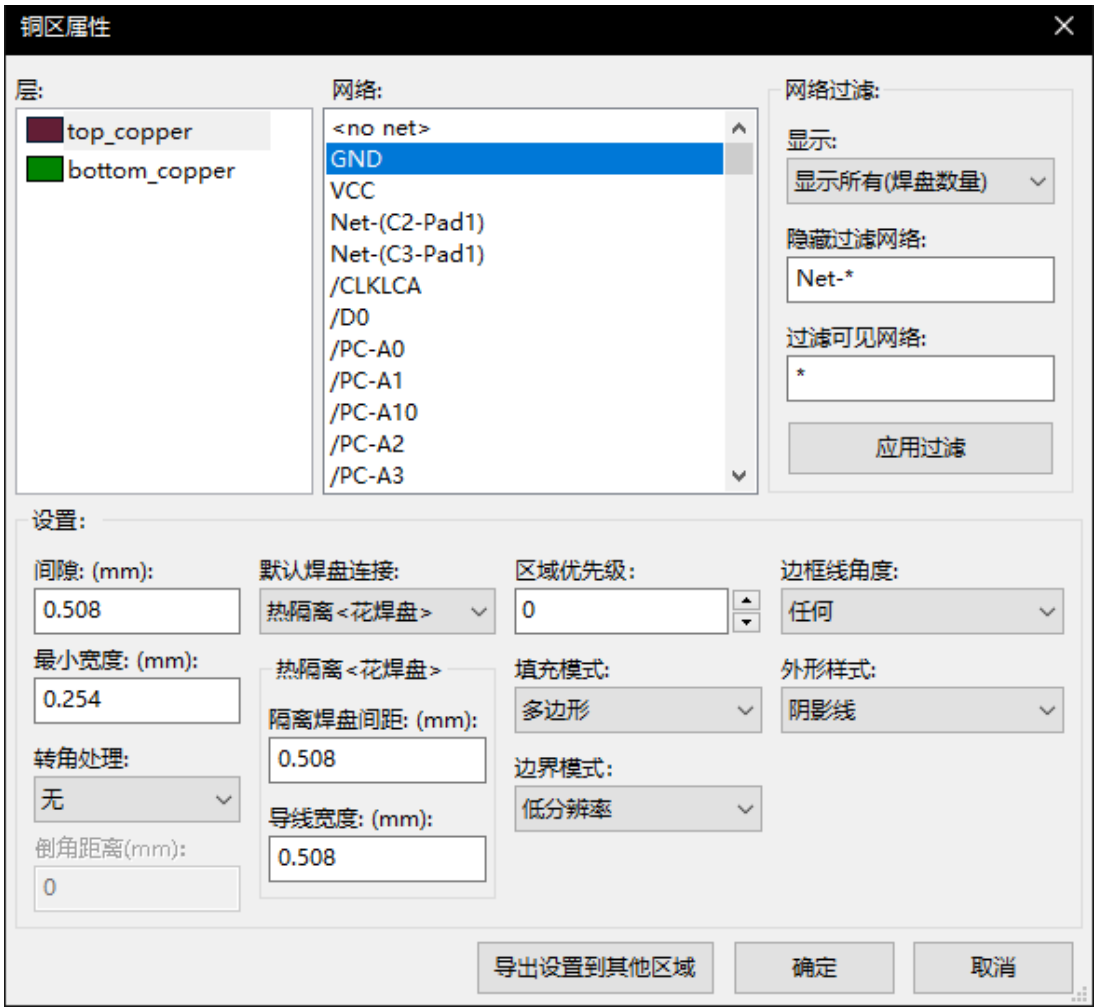 铜区属性
层:
top_copper
bottom_copper
网络:
<no net>
GND
VCC
Net-(C2-Pad1)
Net-(C3-Pad1)
/CLKLCA
/D0
/PC-A0
/PC-A1
/PC-A10
/PC-A2
/PC-A3
网络过滤:
显示:
显示所有(焊盘数量)
隐藏过滤网络:
Net-*
过滤可见网络:
*
应用过滤
设置:
间隙: (mm):
0.508
最小宽度: (mm):
0.254
转角处理:
无
倒角距离(mm):
0
默认焊盘连接:
热隔离<花焊盘>
热隔离<花焊盘>
隔离焊盘间距: (mm):
0.508
导线宽度: (mm):
0.508
区域优先级:
0
填充模式:
多边形
边界模式:
低分辨率
边框线角度:
任何
外形样式:
阴影线
导出设置到其他区域
确定
取消